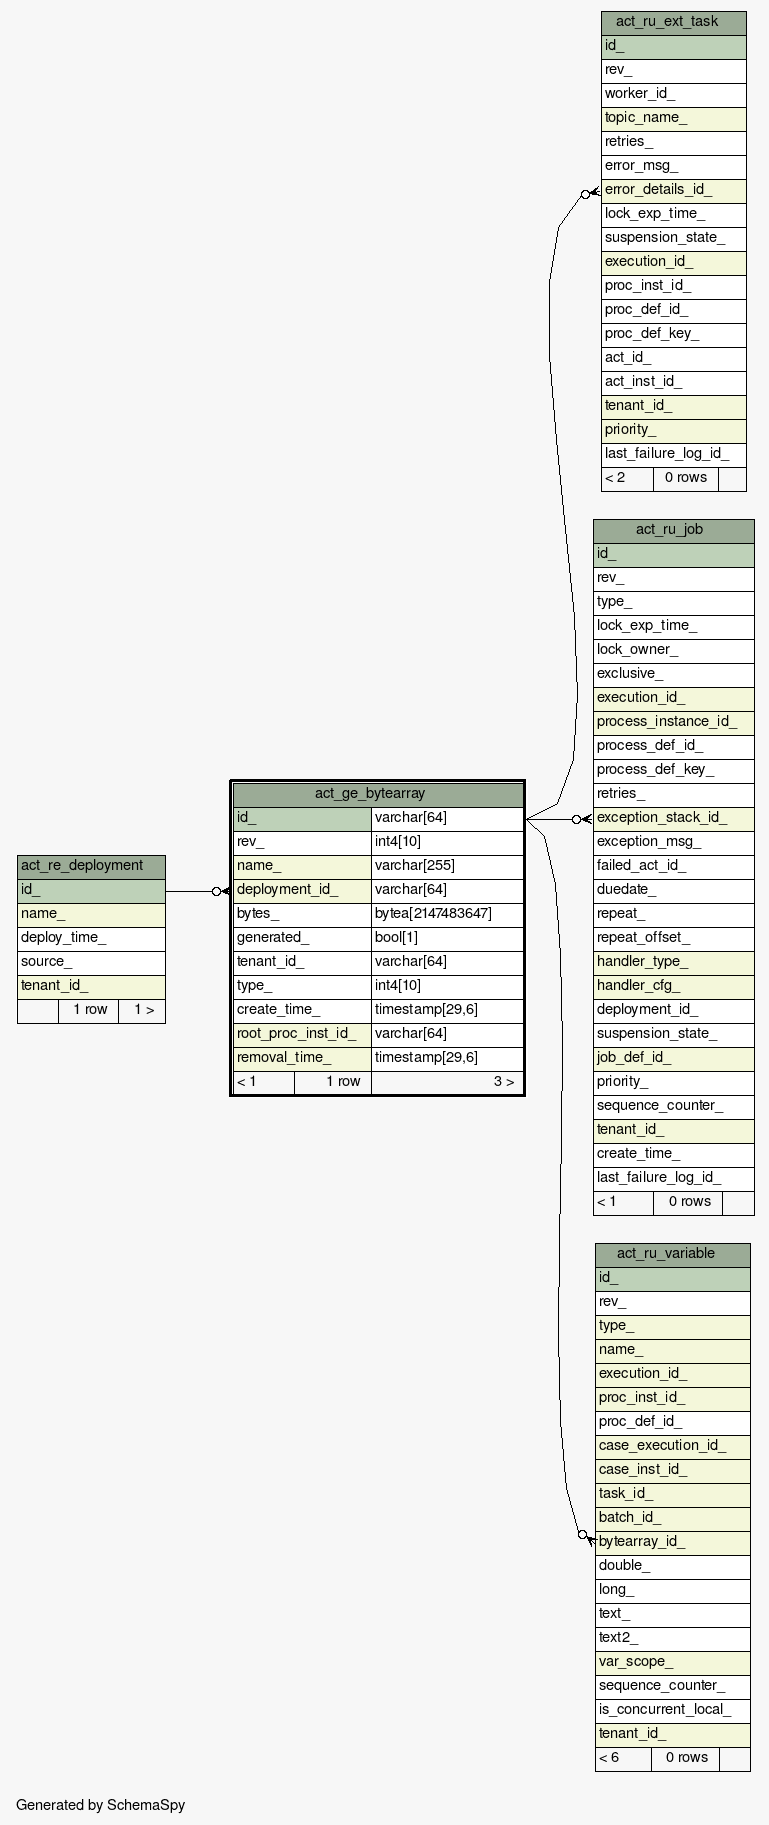 act_ru_ext_task
id_
rev_
worker_id_
topic_name_
retries_
error_msg_
error_details_id_
lock_exp_time_
suspension_state_
execution_id_
proc_inst_id_
proc_def_id_
proc_def_key_
act_id_
act_inst_id_
tenant_id_
priority_
last_failure_log_id_
< 2 0 rows
act_ru_job
id_
rev_
type_
lock_exp_time_
lock_owner_
exclusive_
execution_id_
process_instance_id_
process_def_id_
process_def_key_
retries_
exception_stack_id_
exception_msg_
failed_act_id_
duedate_
repeat_
repeat_offset_
handler_type_
handler_cfg_
deployment_id_
suspension_state_
job_def_id_
priority_
sequence_counter_
tenant_id_
create_time_
last_failure_log_id_
< 1 0 rows
act_ge_bytearray
id_ varchar[64]
rev_ int4[10]
name_ varchar[255]
deployment_id_ varchar[64]
bytes_ bytea[2147483647]
generated_ bool[1]
tenant_id_ varchar[64]
type_ int4[10]
create_time_ timestamp[29,6]
root_proc_inst_id_ varchar[64]
removal_time_ timestamp[29,6]
< 1 1 row 3 >
act_re_deployment
id_
name_
deploy_time_
source_
tenant_id_
1 row 1 >
act_ru_variable
id_
rev_
type_
name_
execution_id_
proc_inst_id_
proc_def_id_
case_execution_id_
case_inst_id_
task_id_
batch_id_
bytearray_id_
double_
long_
text_
text2_
var_scope_
sequence_counter_
is_concurrent_local_
tenant_id_
< 6 0 rows
Generated by SchemaSpy